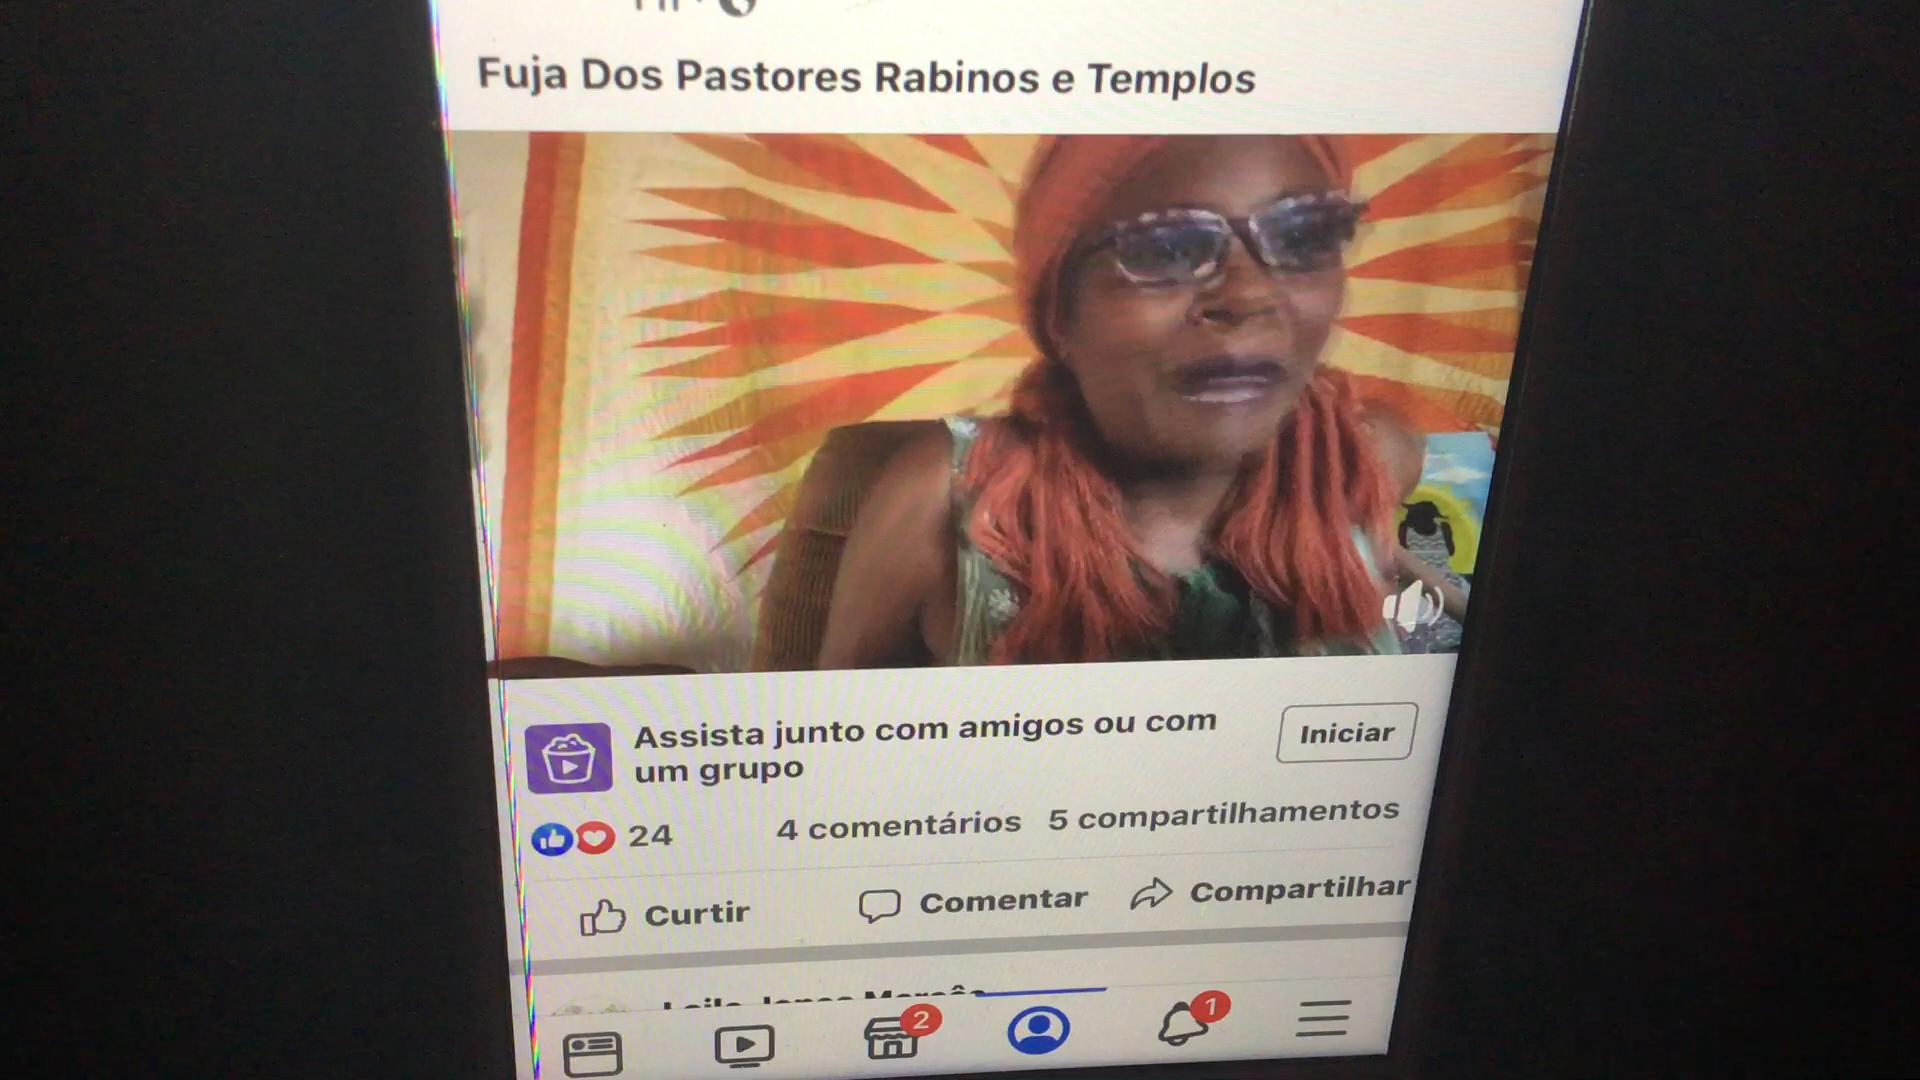 Fuja Dos Pastores Rabinos e Templos
Assista junto com amigos ou com
um grupo
Iniciar
24
4 comentários
5 compartilhamentos
Curtir
Comentar
Compartilhar
2
1